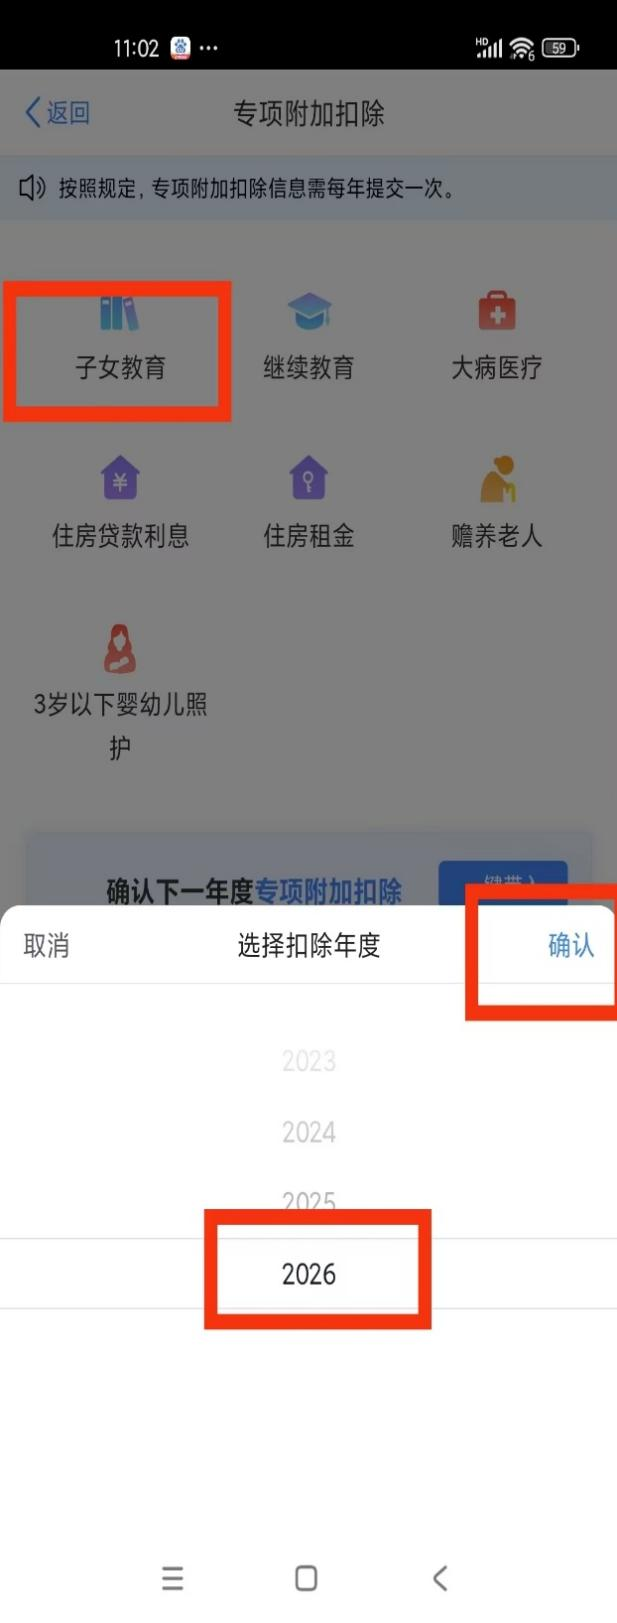 11:02
HD
6
59
返回
专项附加扣除
按照规定，专项附加扣除信息需每年提交一次。
子女教育
继续教育
大病医疗
住房贷款利息
住房租金
赡养老人
3岁以下婴幼儿照
护
确认下一年度专项附加扣除
取消
选择扣除年度
确认
2023
2024
2025
2026